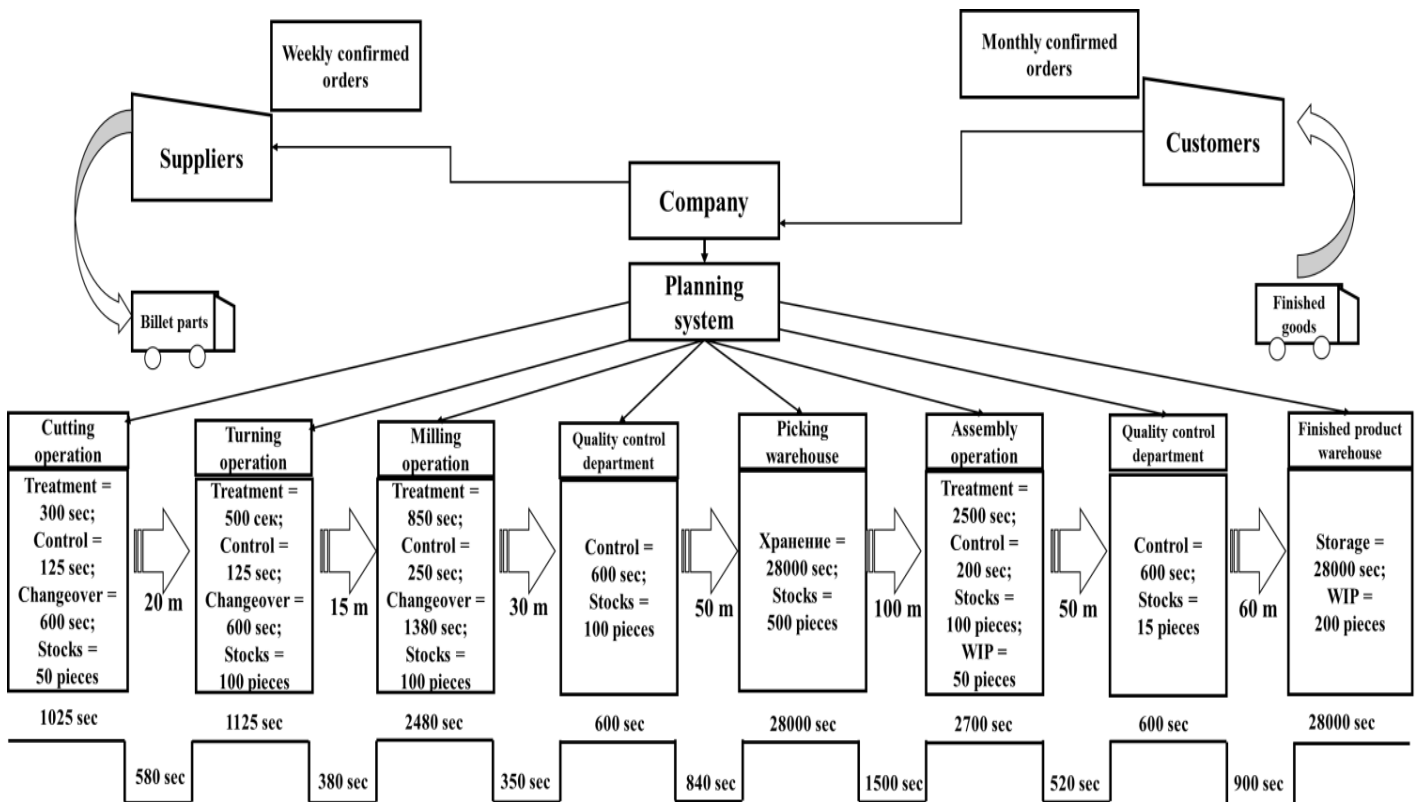 Weekly confirmed
orders
Monthly confirmed
orders
Suppliers
Customers
Company
Planning
system
Billet parts
Finished
goods
Cutting
operation
Treatment =
300 sec;
Control =
125 sec;
Changeover =
600 sec;
Stocks =
50 pieces
20 m
Turning
operation
Treatment =
500 сек;
Control =
125 sec;
Changeover =
600 sec;
Stocks =
100 pieces
15 m
Milling
operation
Treatment =
850 sec;
Control =
250 sec;
Changeover =
1380 sec;
Stocks =
100 pieces
30 m
Quality control
department
Control =
600 sec;
Stocks =
100 pieces
50 m
Picking
warehouse
Хранение =
28000 sec;
Stocks =
500 pieces
100 m
Assembly
operation
Treatment =
2500 sec;
Control =
200 sec;
Stocks =
100 pieces;
WIP =
50 pieces
50 m
Quality control
department
Control =
600 sec;
Stocks =
15 pieces
60 m
Finished product
warehouse
Storage =
28000 sec;
WIP =
200 pieces
1025 sec
1125 sec
2480 sec
600 sec
28000 sec
2700 sec
600 sec
28000 sec
580 sec
380 sec
350 sec
840 sec
1500 sec
520 sec
900 sec